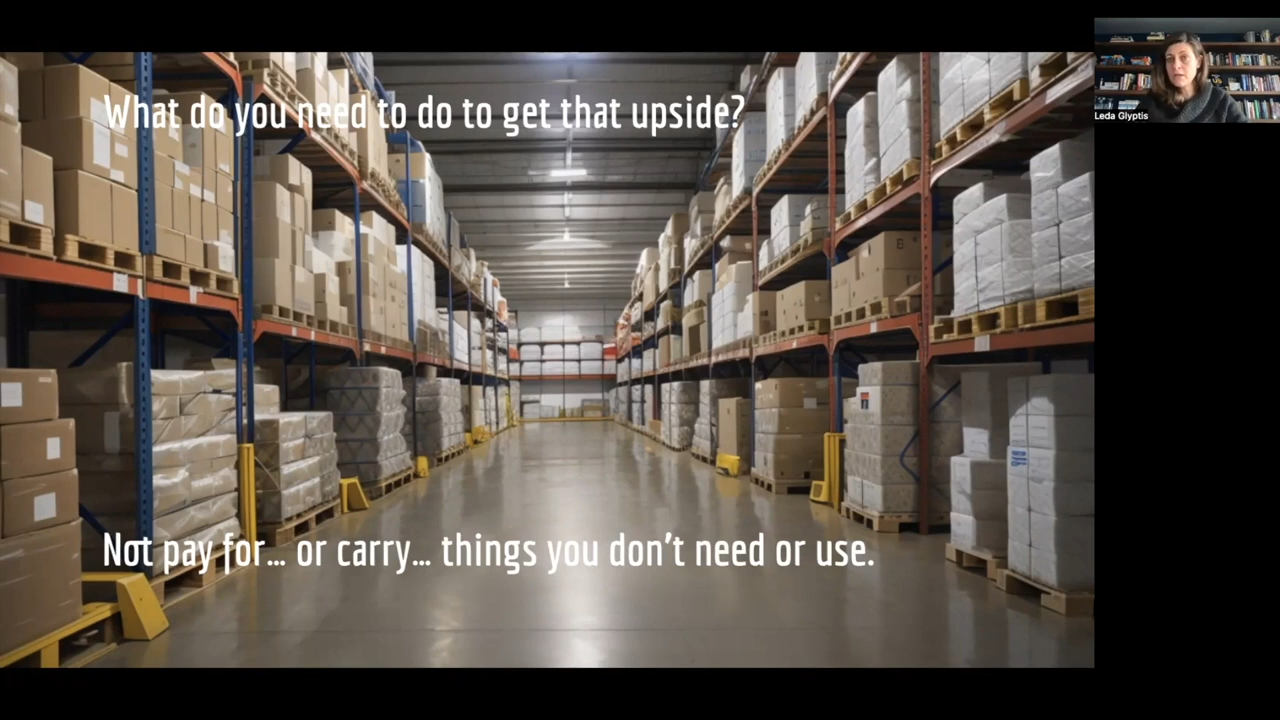 What do you need to do to get that upside?
Leda Glyptis
Not pay for... or carry... things you don't need or use.